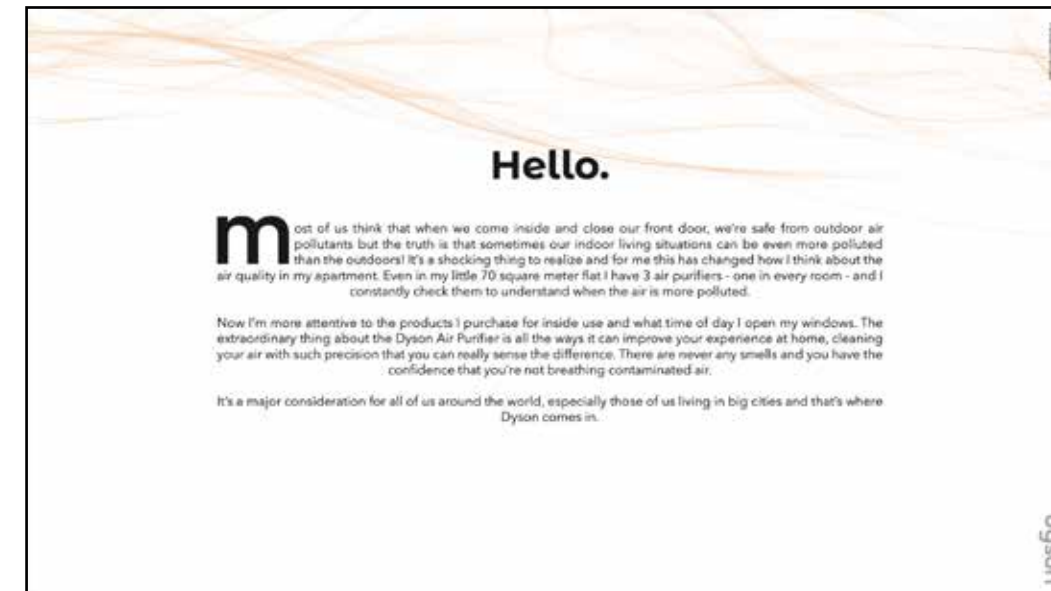 Hello.
most of us think that when we come inside and close our front door, we're safe from outdoor air
pollutants but the truth is that sometimes our indoor living situations can be even more polluted
than the outdoors! It's a shocking thing to realize and for me this has changed how I think about the
air quality in my apartment. Even in my little 70 square meter flat I have 3 air purifiers - one in every room - and I
constantly check them to understand when the air is more polluted.
Now I'm more attentive to the products I purchase for inside use and what time of day I open my windows. The
extraordinary thing about the Dyson Air Purifier is all the ways it can improve your experience at home, cleaning
your air with such precision that you can really sense the difference. There are never any smells and you have the
confidence that you're not breathing contaminated air.
It's a major consideration for all of us around the world, especially those of us living in big cities and that's where
Dyson comes in.